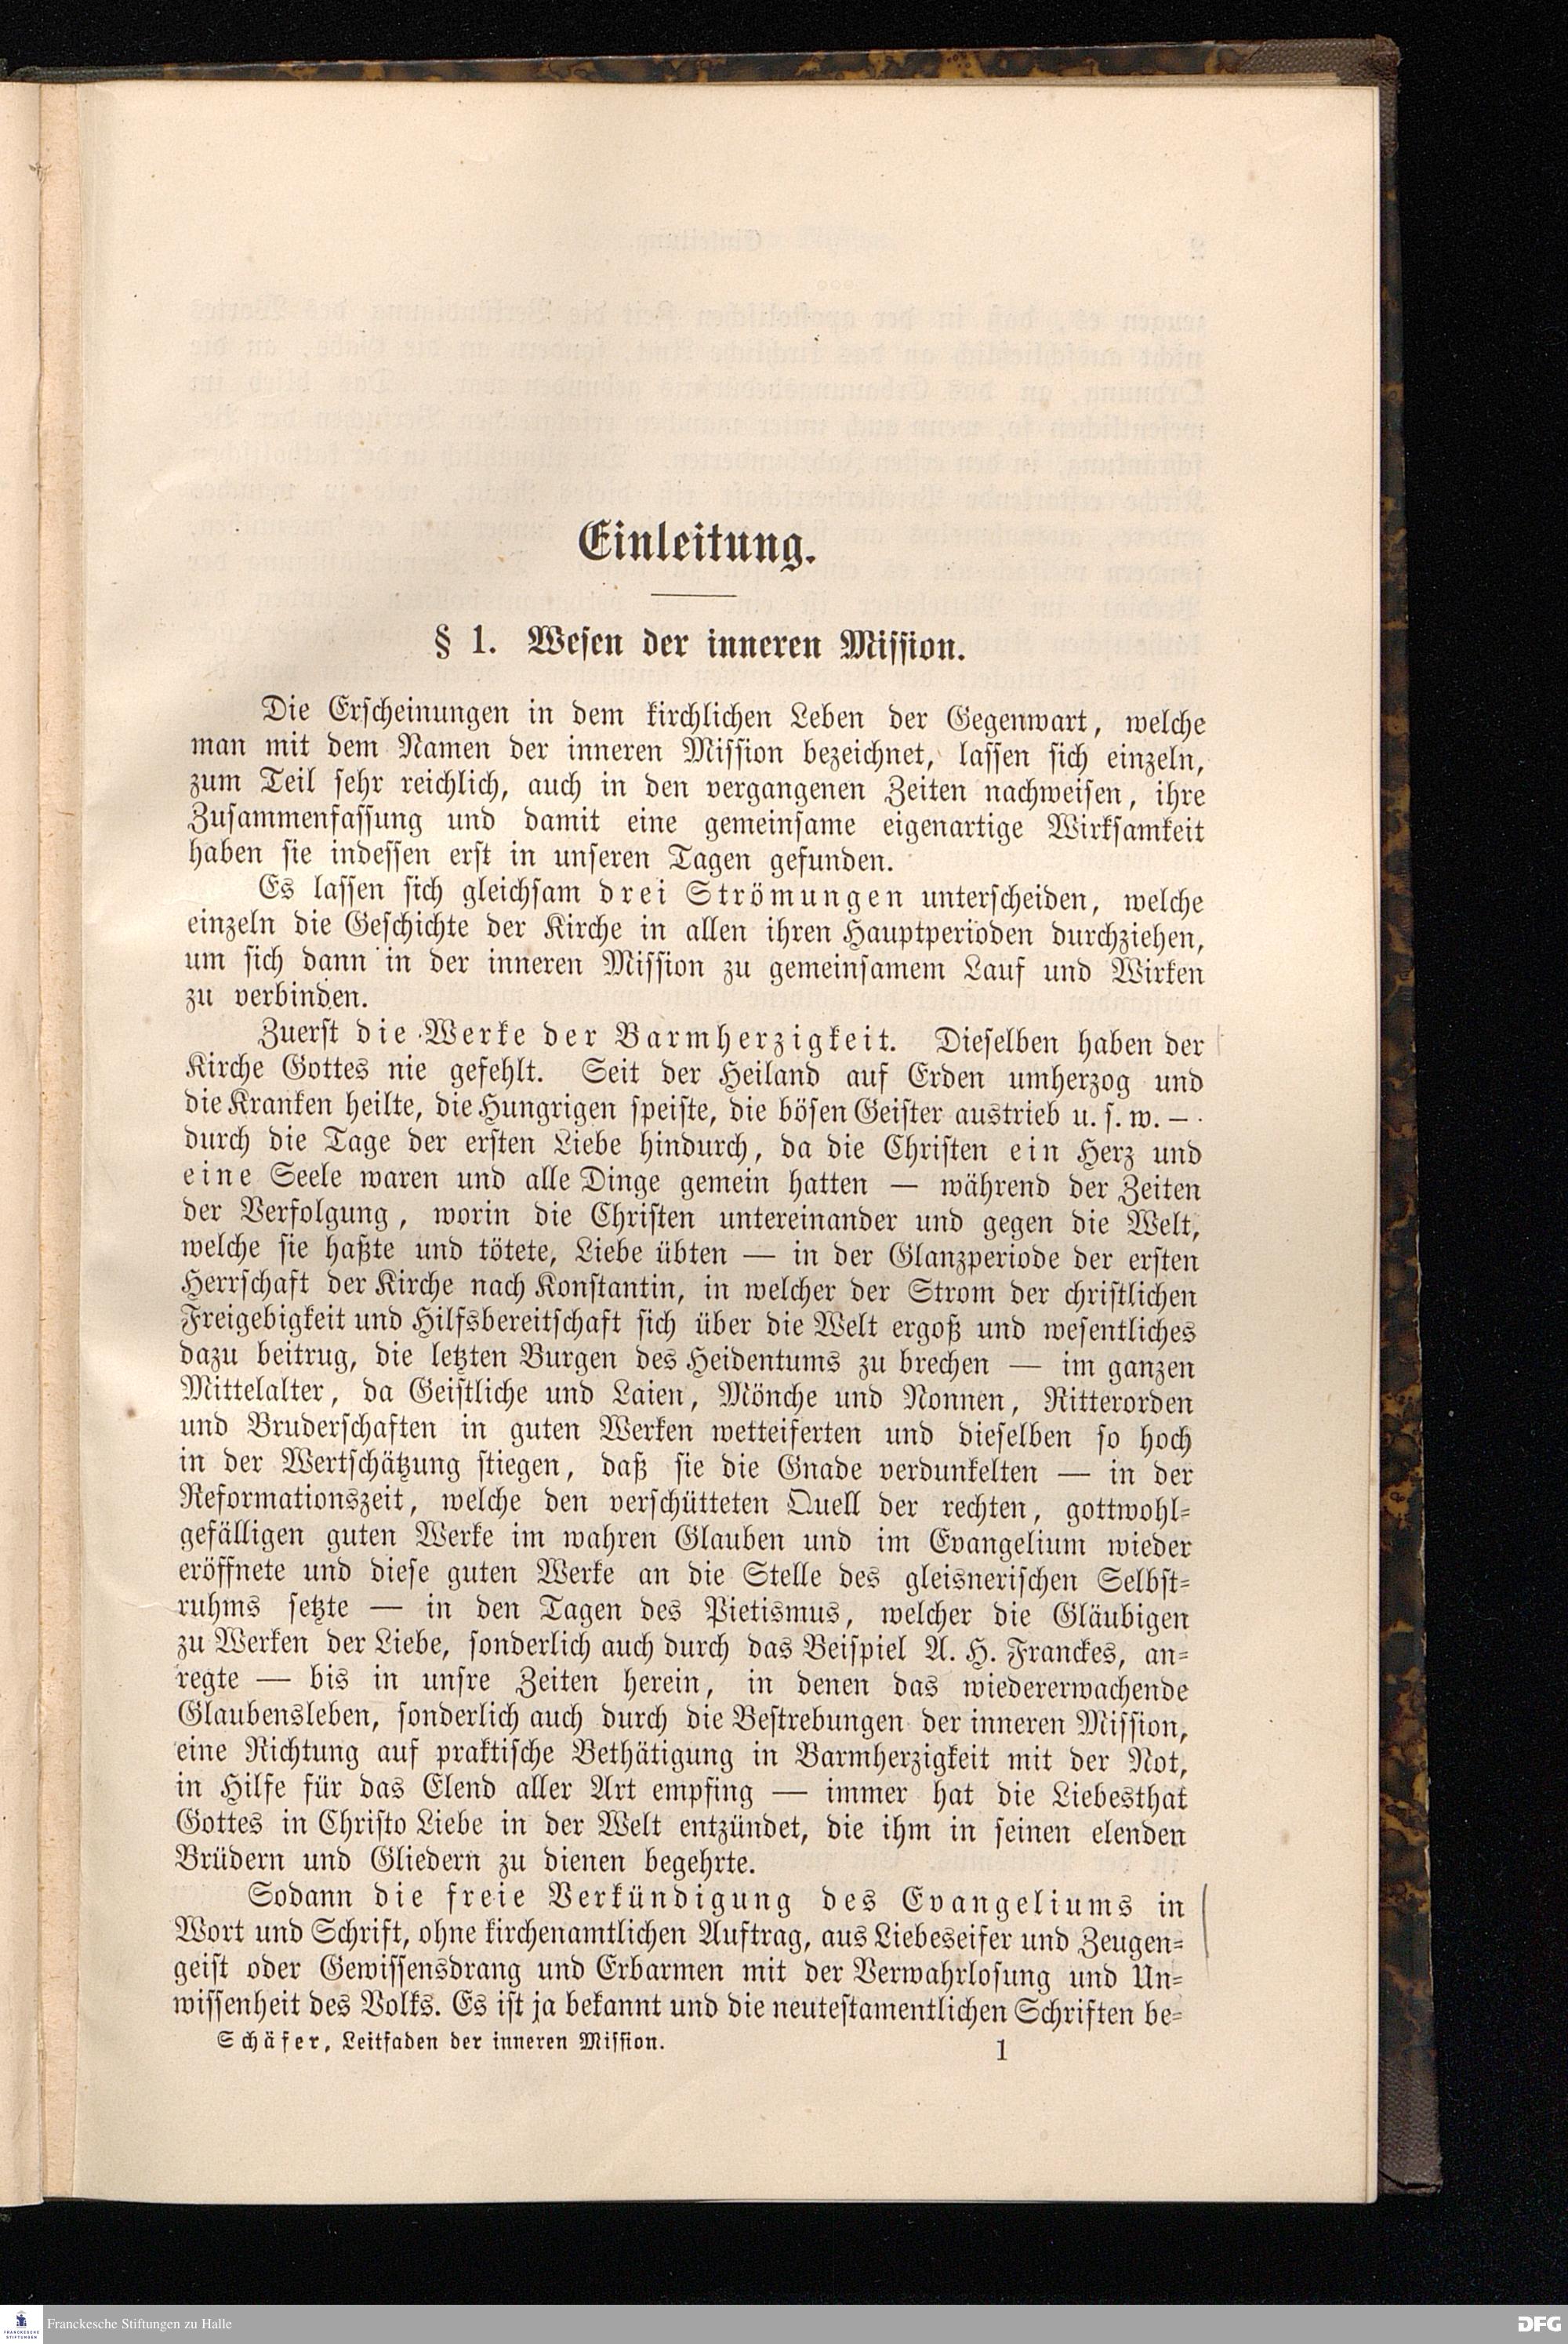 Einleitung.
§ 1. Wesen der inneren Mission.
Die Erscheinungen in dem kirchlichen Leben der Gegenwart, welche
man mit dem Namen der inneren Mission bezeichnet, lassen sich einzeln,
zum Teil sehr reichlich, auch in den vergangenen Zeiten nachweisen, ihre
Zusammenfassung und damit eine gemeinsame eigenartige Wirksamkeit
haben sie indessen erst in unseren Tagen gefunden.
Es lassen sich gleichsam drei Strömungen unterscheiden, welche
einzeln die Geschichte der Kirche in allen ihren Hauptperioden durchziehen,
um sich dann in der inneren Mission zu gemeinsamem Lauf und Wirken
zu verbinden.
Zuerst die Werke der Barmherzigkeit. Dieselben haben der
Kirche Gottes nie gefehlt. Seit der Heiland auf Erden umherzog und
die Kranken heilte, die Hungrigen speiste, die bösen Geister austrieb u. s. w. —
durch die Tage der ersten Liebe hindurch, da die Christen ein Herz und
eine Seele waren und alle Dinge gemein hatten — während der Zeiten
der Verfolgung, worin die Christen untereinander und gegen die Welt,
welche sie haßte und tötete, Liebe übten — in der Glanzperiode der ersten
Herrschaft der Kirche nach Konstantin, in welcher der Strom der christlichen
Freigebigkeit und Hilfsbereitschaft sich über die Welt ergoß und wesentliches
dazu beitrug, die letzten Burgen des Heidentums zu brechen — im ganzen
Mittelalter, da Geistliche und Laien, Mönche und Nonnen, Ritterorden
und Bruderschaften in guten Werken wetteiferten und dieselben so hoch
in der Wertschätzung stiegen, daß sie die Gnade verdunkelten — in der
Reformationszeit, welche den verschütteten Quell der rechten, gottwohl-
gefälligen guten Werke im wahren Glauben und im Evangelium wieder
eröffnete und diese guten Werke an die Stelle des gleisnerischen Selbst-
ruhms setzte — in den Tagen des Pietismus, welcher die Gläubigen
zu Werken der Liebe, sonderlich auch durch das Beispiel A. H. Franckes, an-
regte — bis in unsre Zeiten herein, in denen das wiedererwachende
Glaubensleben, sonderlich auch durch die Bestrebungen der inneren Mission,
eine Richtung auf praktische Bethätigung in Barmherzigkeit mit der Not,
in Hilfe für das Elend aller Art empfing — immer hat die Liebesthat
Gottes in Christo Liebe in der Welt entzündet, die ihm in seinen elenden
Brüdern und Gliedern zu dienen begehrte.
Sodann die freie Verkündigung des Evangeliums in
Wort und Schrift, ohne kirchenamtlichen Auftrag, aus Liebeseifer und Zeugen-
geist oder Gewissensdrang und Erbarmen mit der Verwahrlosung und Un-
wissenheit des Volks. Es ist ja bekannt und die neutestamentlichen Schriften be-
Schäfer, Leitfaden der inneren Mission. 1
FRANCKESCHE STIFTUNGEN
Franckesche Stiftungen zu Halle
DFG